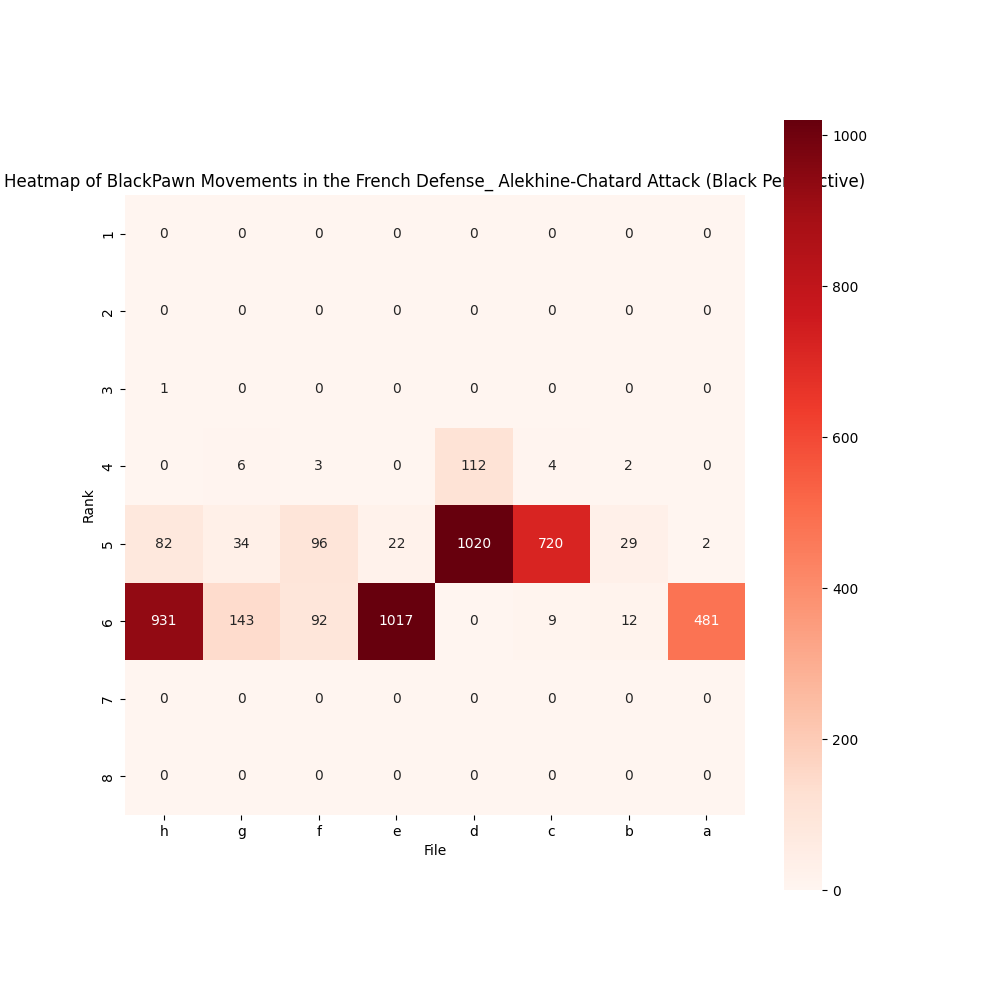 Heatmap of BlackPawn Movements in the French Defense_ Alekhine-Chatard Attack (Black Pe ctive)
1 0 0 0 0 0 0 0 0
2 0 0 0 0 0 0 0 0
3 1 0 0 0 0 0 0 0
4 0 6 3 0 112 4 2 0
5 82 34 96 22 1020 720 29 2
6 931 143 92 1017 0 9 12 481
7 0 0 0 0 0 0 0 0
8 0 0 0 0 0 0 0 0
h g f e d c b a
File
Rank
1000
800
600
400
200
0